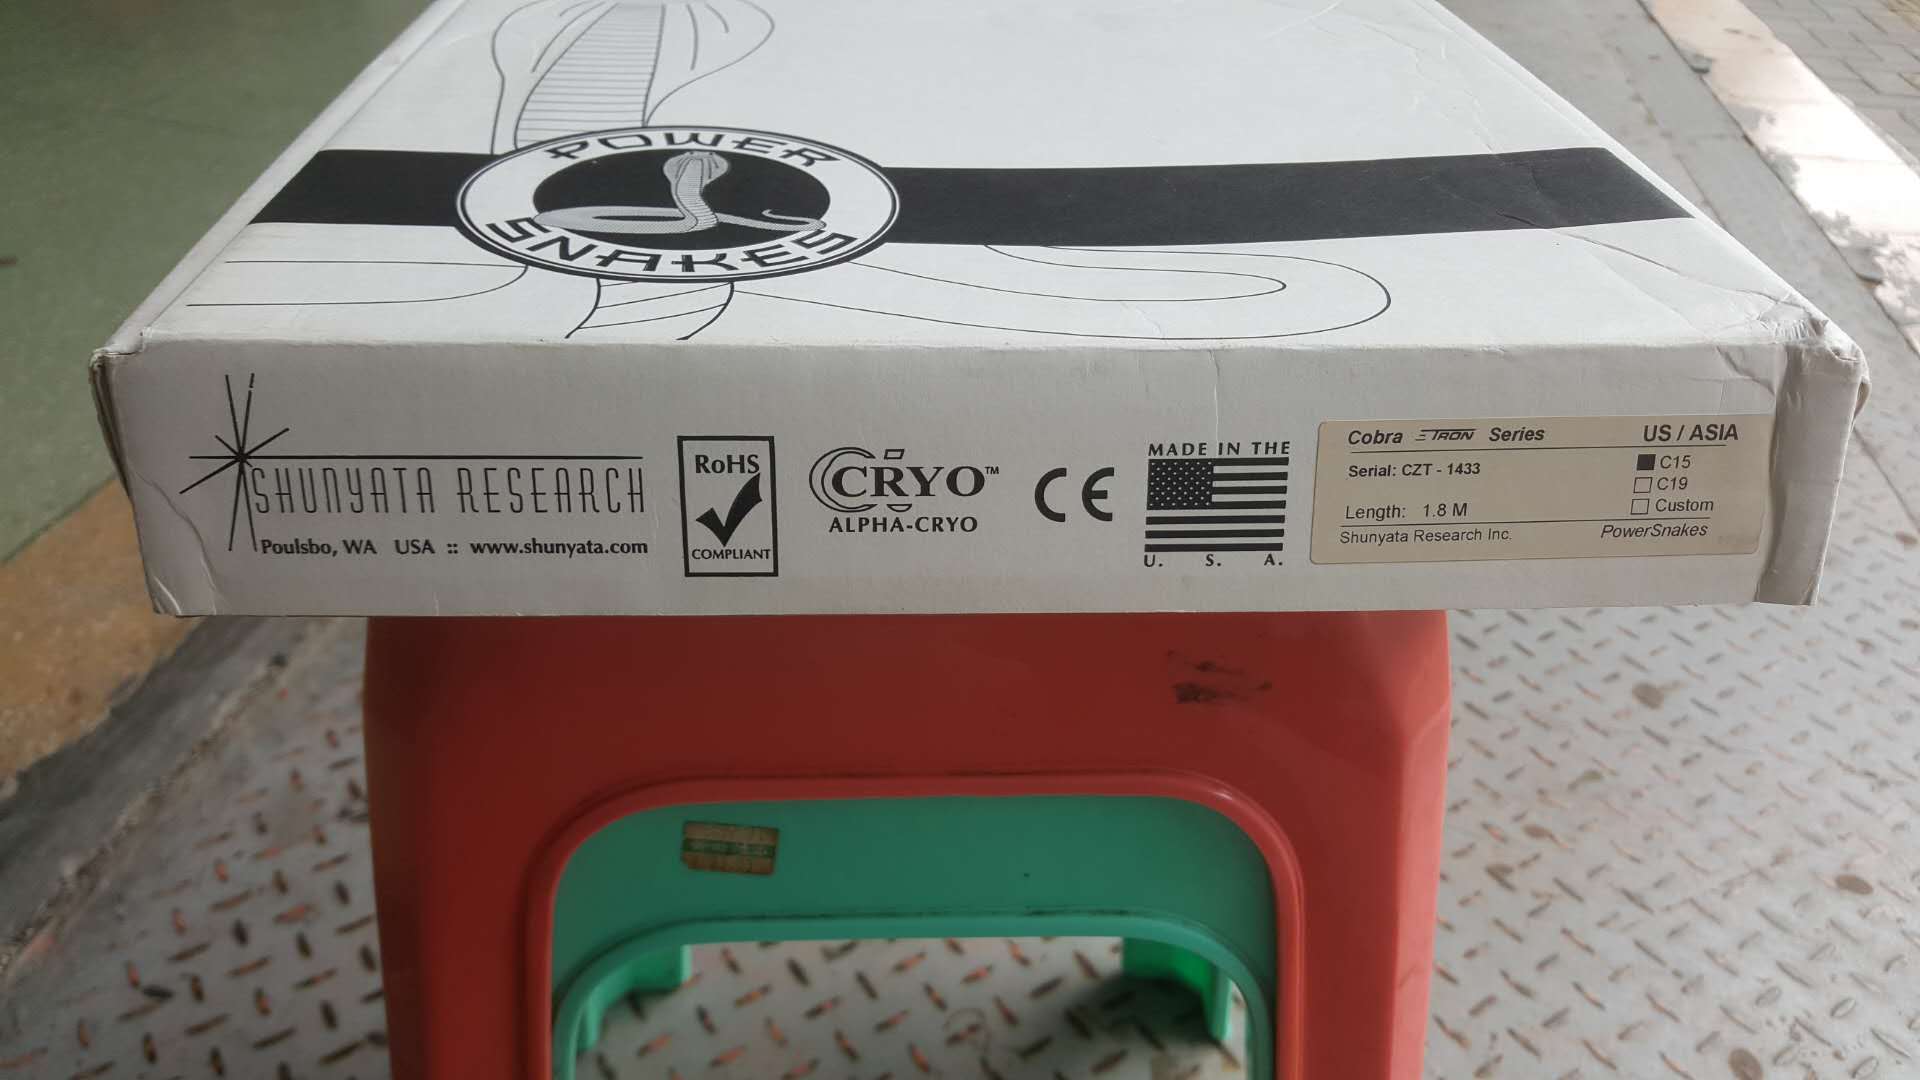 POWER
SNAKES
SHUNYATA RESEARCH
Poulsbo, WA USA :: www.shunyata.com
RoHS
COMPLIANT
CRYO™
ALPHA-CRYO
CE
MADE IN THE
U. S. A.
Cobra ZTRON Series US / ASIA
Serial: CZT - 1433
C15
C19
Custom
Length: 1.8 M
Shunyata Research Inc. PowerSnakes